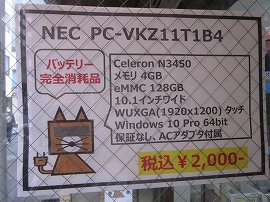 NEC PC-VKZ11T1B4
バッテリー
完全消耗品
Celeron N3450
メモリ 4GB
eMMC 128GB
10.1インチワイド
WUXGA(1920x1200) タッチ
Windows 10 Pro 64bit
保証なし、ACアダプタ付属
税込¥2,000-